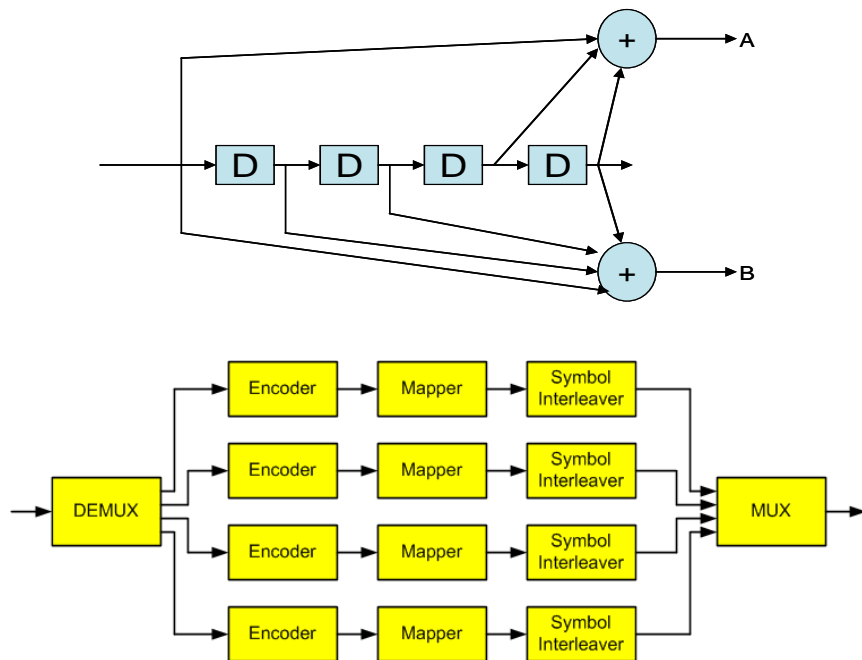 +
A
D D D D
+
B
Encoder Mapper Symbol Interleaver
Encoder Mapper Symbol Interleaver
DEMUX MUX
Encoder Mapper Symbol Interleaver
Encoder Mapper Symbol Interleaver